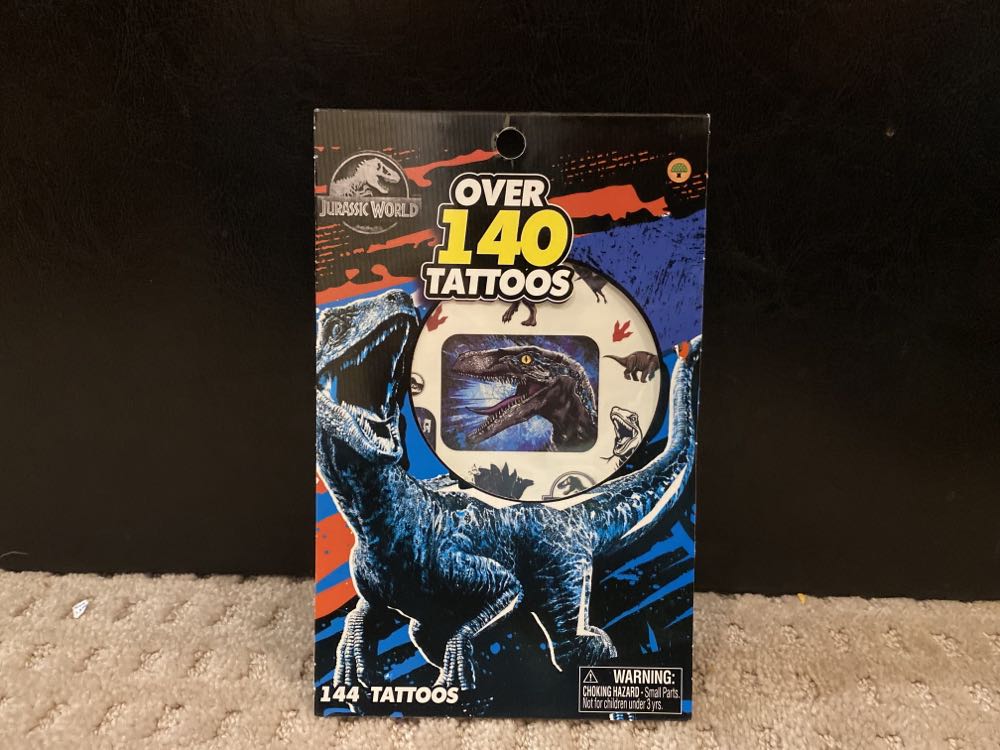 JURASSIC WORLD
OVER
140
TATTOOS
144 TATTOOS
WARNING:
CHOKING HAZARD - Small Parts.
Not for children under 3 yrs.